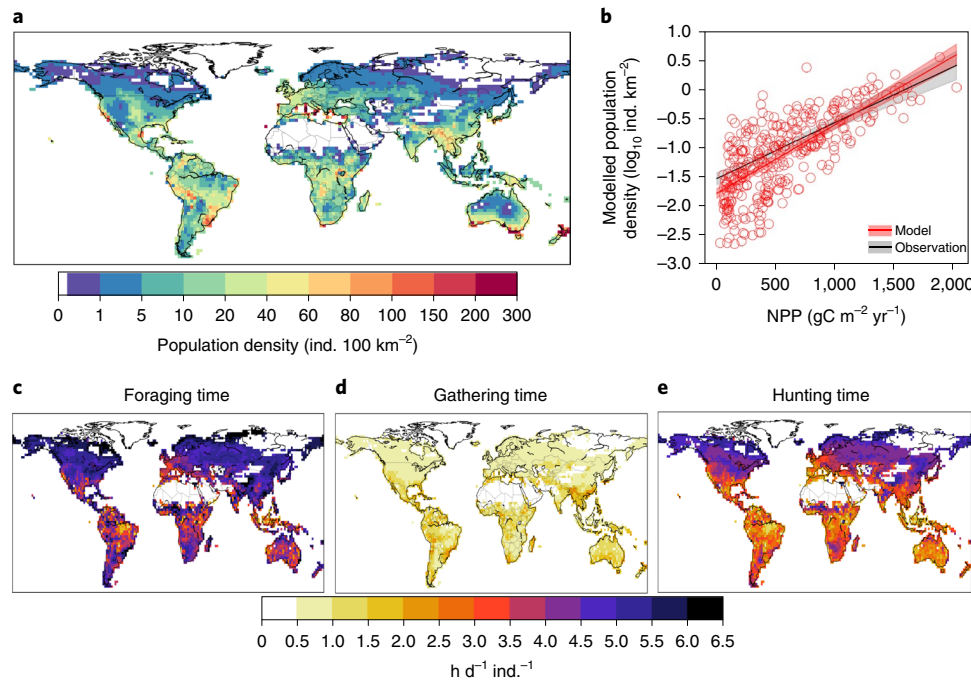 a
0 1 5 10 20 40 60 80 100 150 200 300
Population density (ind. 100 km⁻²)
b
1.0
0.5
0
−0.5
−1.0
−1.5
−2.0
−2.5
−3.0
Modelled population
density (log₁₀ ind. km⁻²)
Model
Observation
0 500 1,000 1,500 2,000
NPP (gC m⁻² yr⁻¹)
c
Foraging time
d
Gathering time
e
Hunting time
0 0.5 1.0 1.5 2.0 2.5 3.0 3.5 4.0 4.5 5.0 5.5 6.0 6.5
h d⁻¹ ind.⁻¹